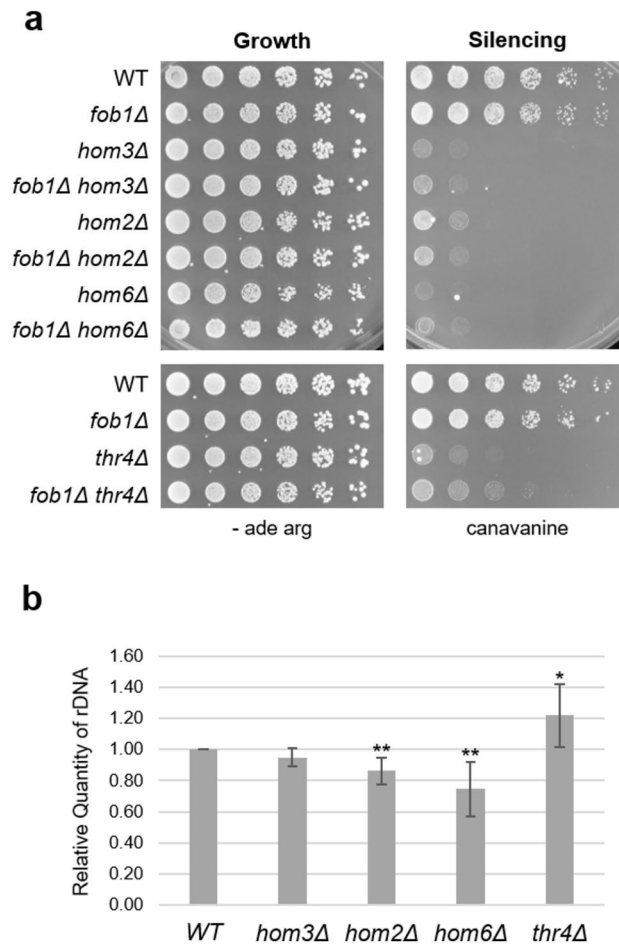 a
Growth
Silencing
WT
fob1Δ
hom3Δ
fob1Δ hom3Δ
hom2Δ
fob1Δ hom2Δ
hom6Δ
fob1Δ hom6Δ
WT
fob1Δ
thr4Δ
fob1Δ thr4Δ
- ade arg
canavanine
b
Relative Quantity of rDNA
1.60
1.40
1.20
1.00
0.80
0.60
0.40
0.20
0.00
**
**
*
WT hom3Δ hom2Δ hom6Δ thr4Δ